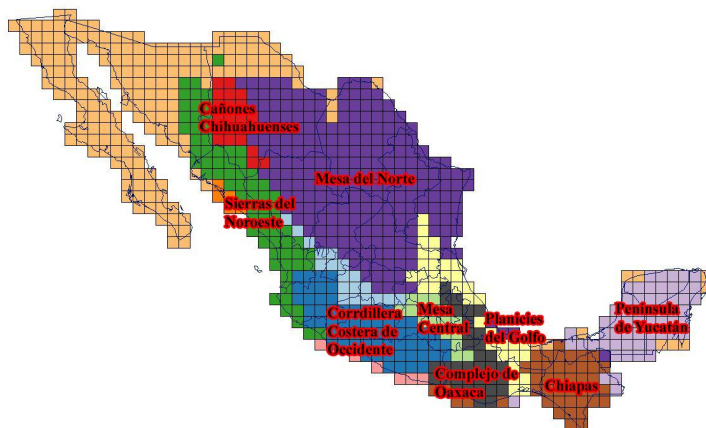 Cañones
Chihuahuenses
Mesa del Norte
Sierras del
Noroeste
Corrdillera
Costera de
Occidente
Mesa
Central
Planicies
del Golfo
Peninsula
de Yucatán
Complejo de
Oaxaca
Chiapas